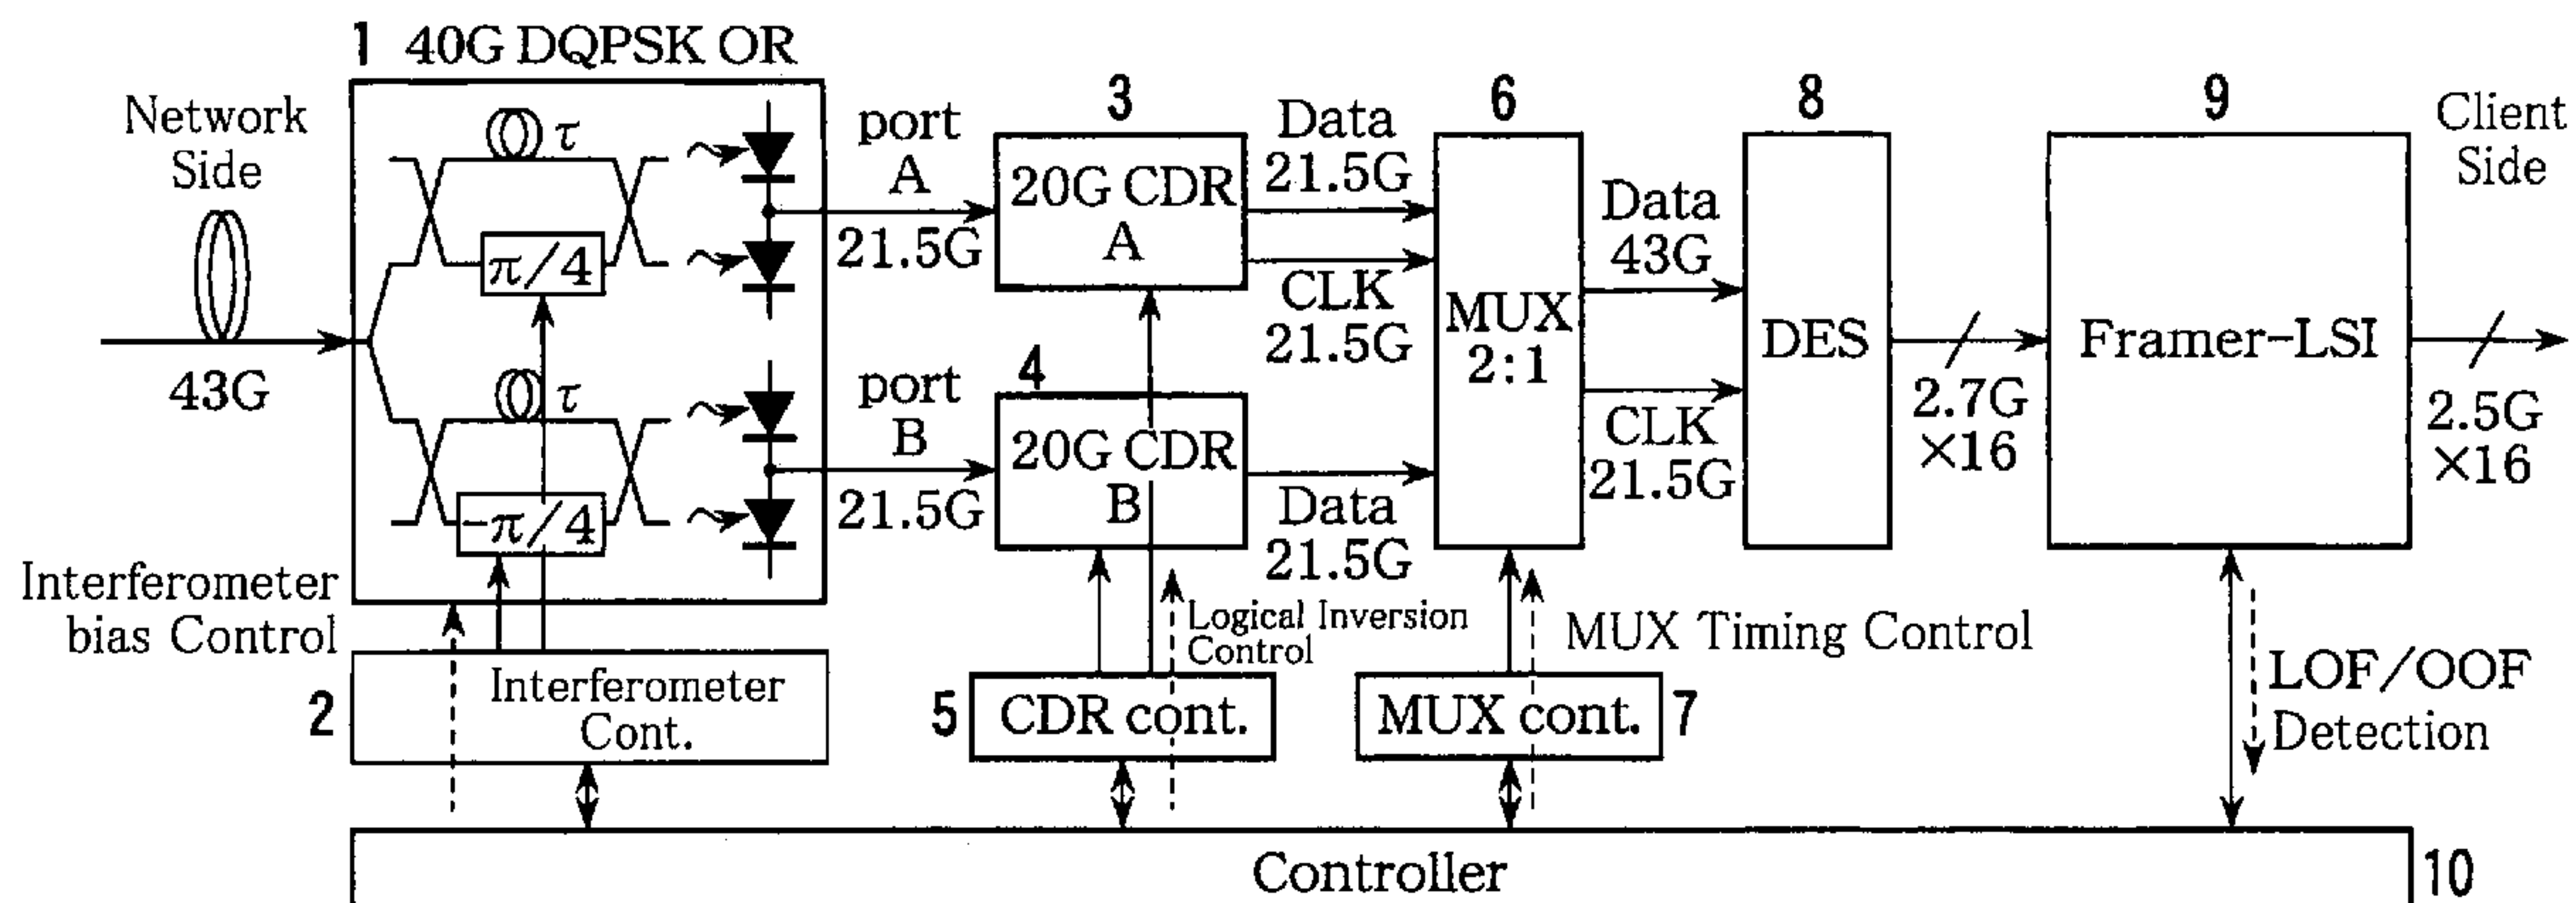 1 40G DQPSK OR
Network
Side
43G
τ
π/4
τ
-π/4
port
A
21.5G
port
B
21.5G
3
20G CDR
A
4
20G CDR
B
Data
21.5G
CLK
21.5G
Data
21.5G
6
MUX
2:1
Data
43G
CLK
21.5G
8
DES
2.7G
×16
9
Framer-LSI
Client
Side
2.5G
×16
Interferometer
bias Control
2
Interferometer
Cont.
Logical Inversion
Control
5
CDR cont.
MUX Timing Control
MUX cont.
7
LOF/OOF
Detection
Controller
10